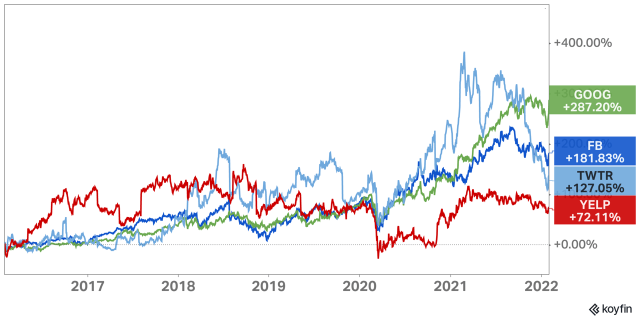 +400.00%
GOOG
+287.20%
FB
+181.83%
TWTR
+127.05%
YELP
+72.11%
+0.00%
2017 2018 2019 2020 2021 2022
koyfin